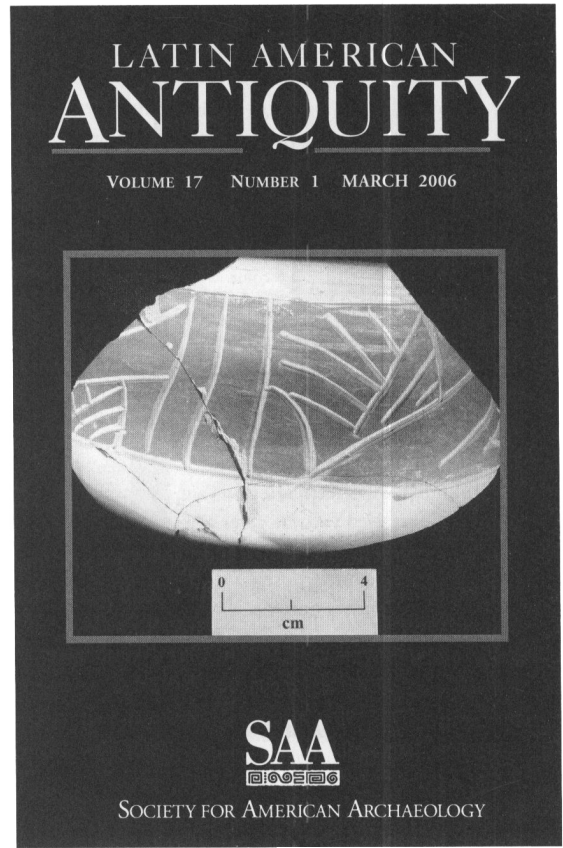 LATIN AMERICAN
ANTIQUITY
VOLUME 17 NUMBER 1 MARCH 2006
0 4
cm
SAA
SOCIETY FOR AMERICAN ARCHAEOLOGY